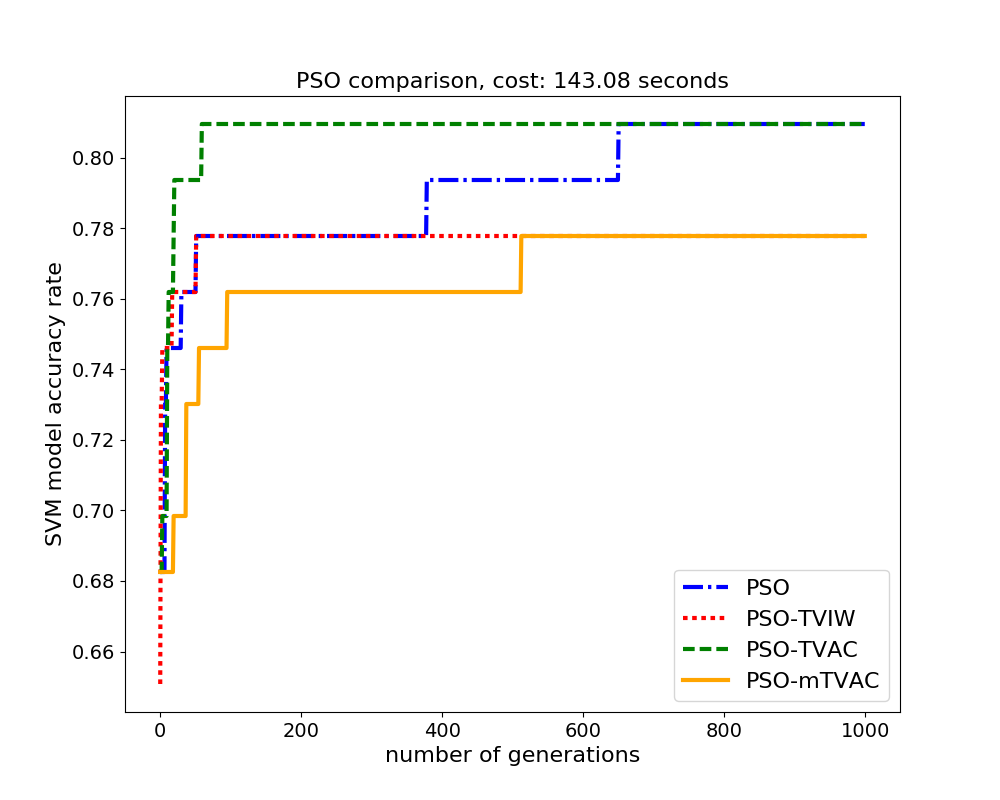 PSO comparison, cost: 143.08 seconds
SVM model accuracy rate
0.80
0.78
0.76
0.74
0.72
0.70
0.68
0.66
PSO
PSO-TVIW
PSO-TVAC
PSO-mTVAC
0 200 400 600 800 1000
number of generations